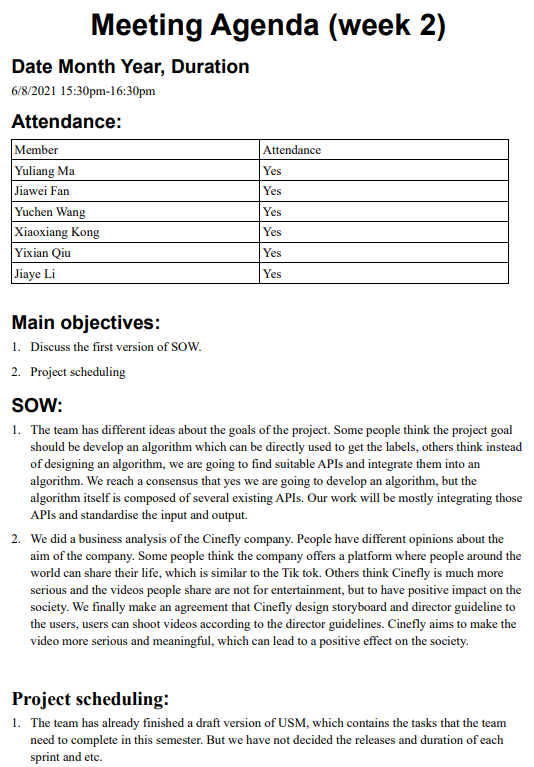 Meeting Agenda (week 2)
Date Month Year, Duration
6/8/2021 15:30pm-16:30pm
Attendance:
Member Attendance
Yuliang Ma Yes
Jiawei Fan Yes
Yuchen Wang Yes
Xiaoxiang Kong Yes
Yixian Qiu Yes
Jiaye Li Yes
Main objectives:
1. Discuss the first version of SOW.
2. Project scheduling
SOW:
1. The team has different ideas about the goals of the project. Some people think the project goal
should be develop an algorithm which can be directly used to get the labels, others think instead
of designing an algorithm, we are going to find suitable APIs and integrate them into an
algorithm. We reach a consensus that yes we are going to develop an algorithm, but the
algorithm itself is composed of several existing APIs. Our work will be mostly integrating those
APIs and standardise the input and output.
2. We did a business analysis of the Cinefly company. People have different opinions about the
aim of the company. Some people think the company offers a platform where people around the
world can share their life, which is similar to the Tik tok. Others think Cinefly is much more
serious and the videos people share are not for entertainment, but to have positive impact on the
society. We finally make an agreement that Cinefly design storyboard and director guideline to
the users, users can shoot videos according to the director guidelines. Cinefly aims to make the
video more serious and meaningful, which can lead to a positive effect on the society.
Project scheduling:
1. The team has already finished a draft version of USM, which contains the tasks that the team
need to complete in this semester. But we have not decided the releases and duration of each
sprint and etc.